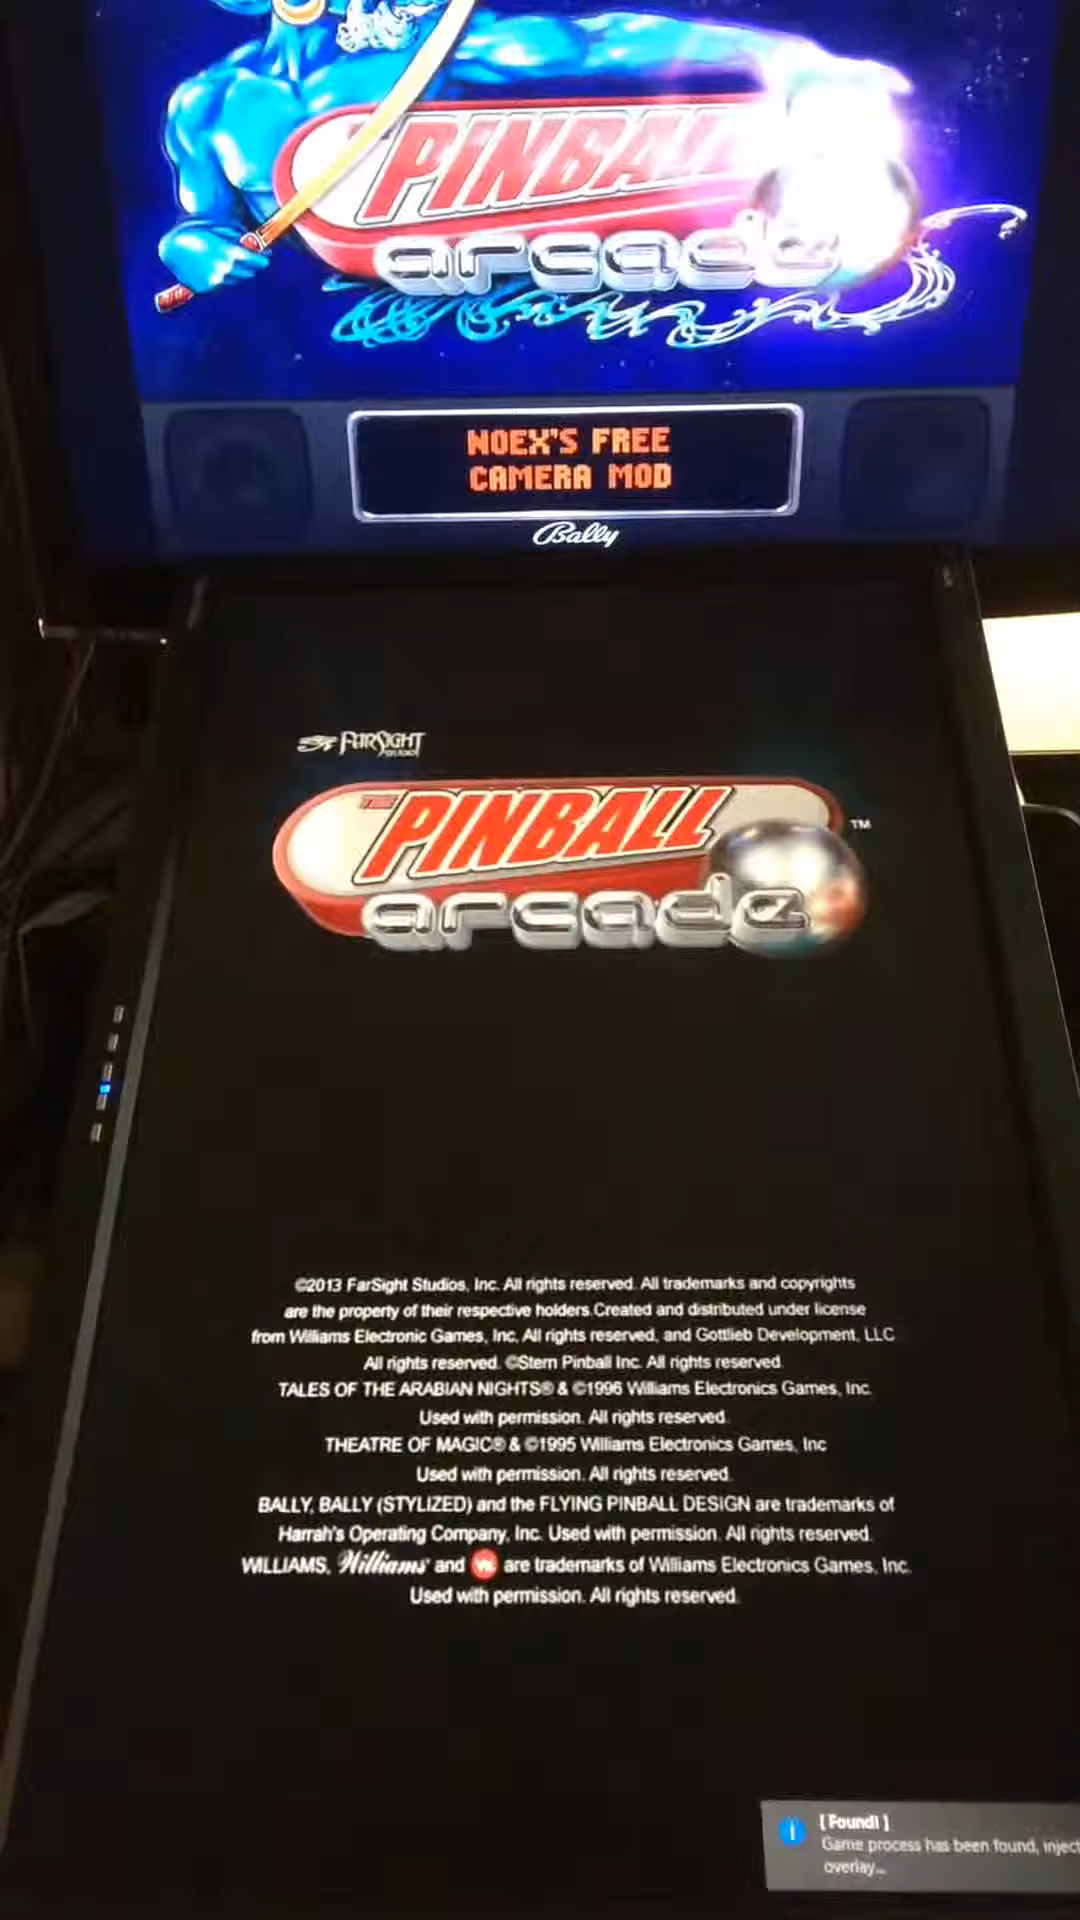 PINBALL
arcade
NOEX'S FREE
CAMERA MOD
Bally
FARSIGHT
THE
PINBALL
arcade
TM
©2013 FarSight Studios, Inc. All rights reserved. All trademarks and copyrights
are the property of their respective holders.Created and distributed under license
from Williams Electronic Games, Inc. All rights reserved, and Gottlieb Development, LLC
All rights reserved. ©Stern Pinball Inc. All rights reserved.
TALES OF THE ARABIAN NIGHTS® & ©1996 Williams Electronics Games, Inc.
Used with permission. All rights reserved.
THEATRE OF MAGIC® & ©1995 Williams Electronics Games, Inc
Used with permission. All rights reserved.
BALLY, BALLY (STYLIZED) and the FLYING PINBALL DESIGN are trademarks of
Harrah's Operating Company, Inc. Used with permission. All rights reserved.
WILLIAMS, Williams and W are trademarks of Williams Electronics Games, Inc.
Used with permission. All rights reserved.
[ Found! ]
Game process has been found, inject
overlay...